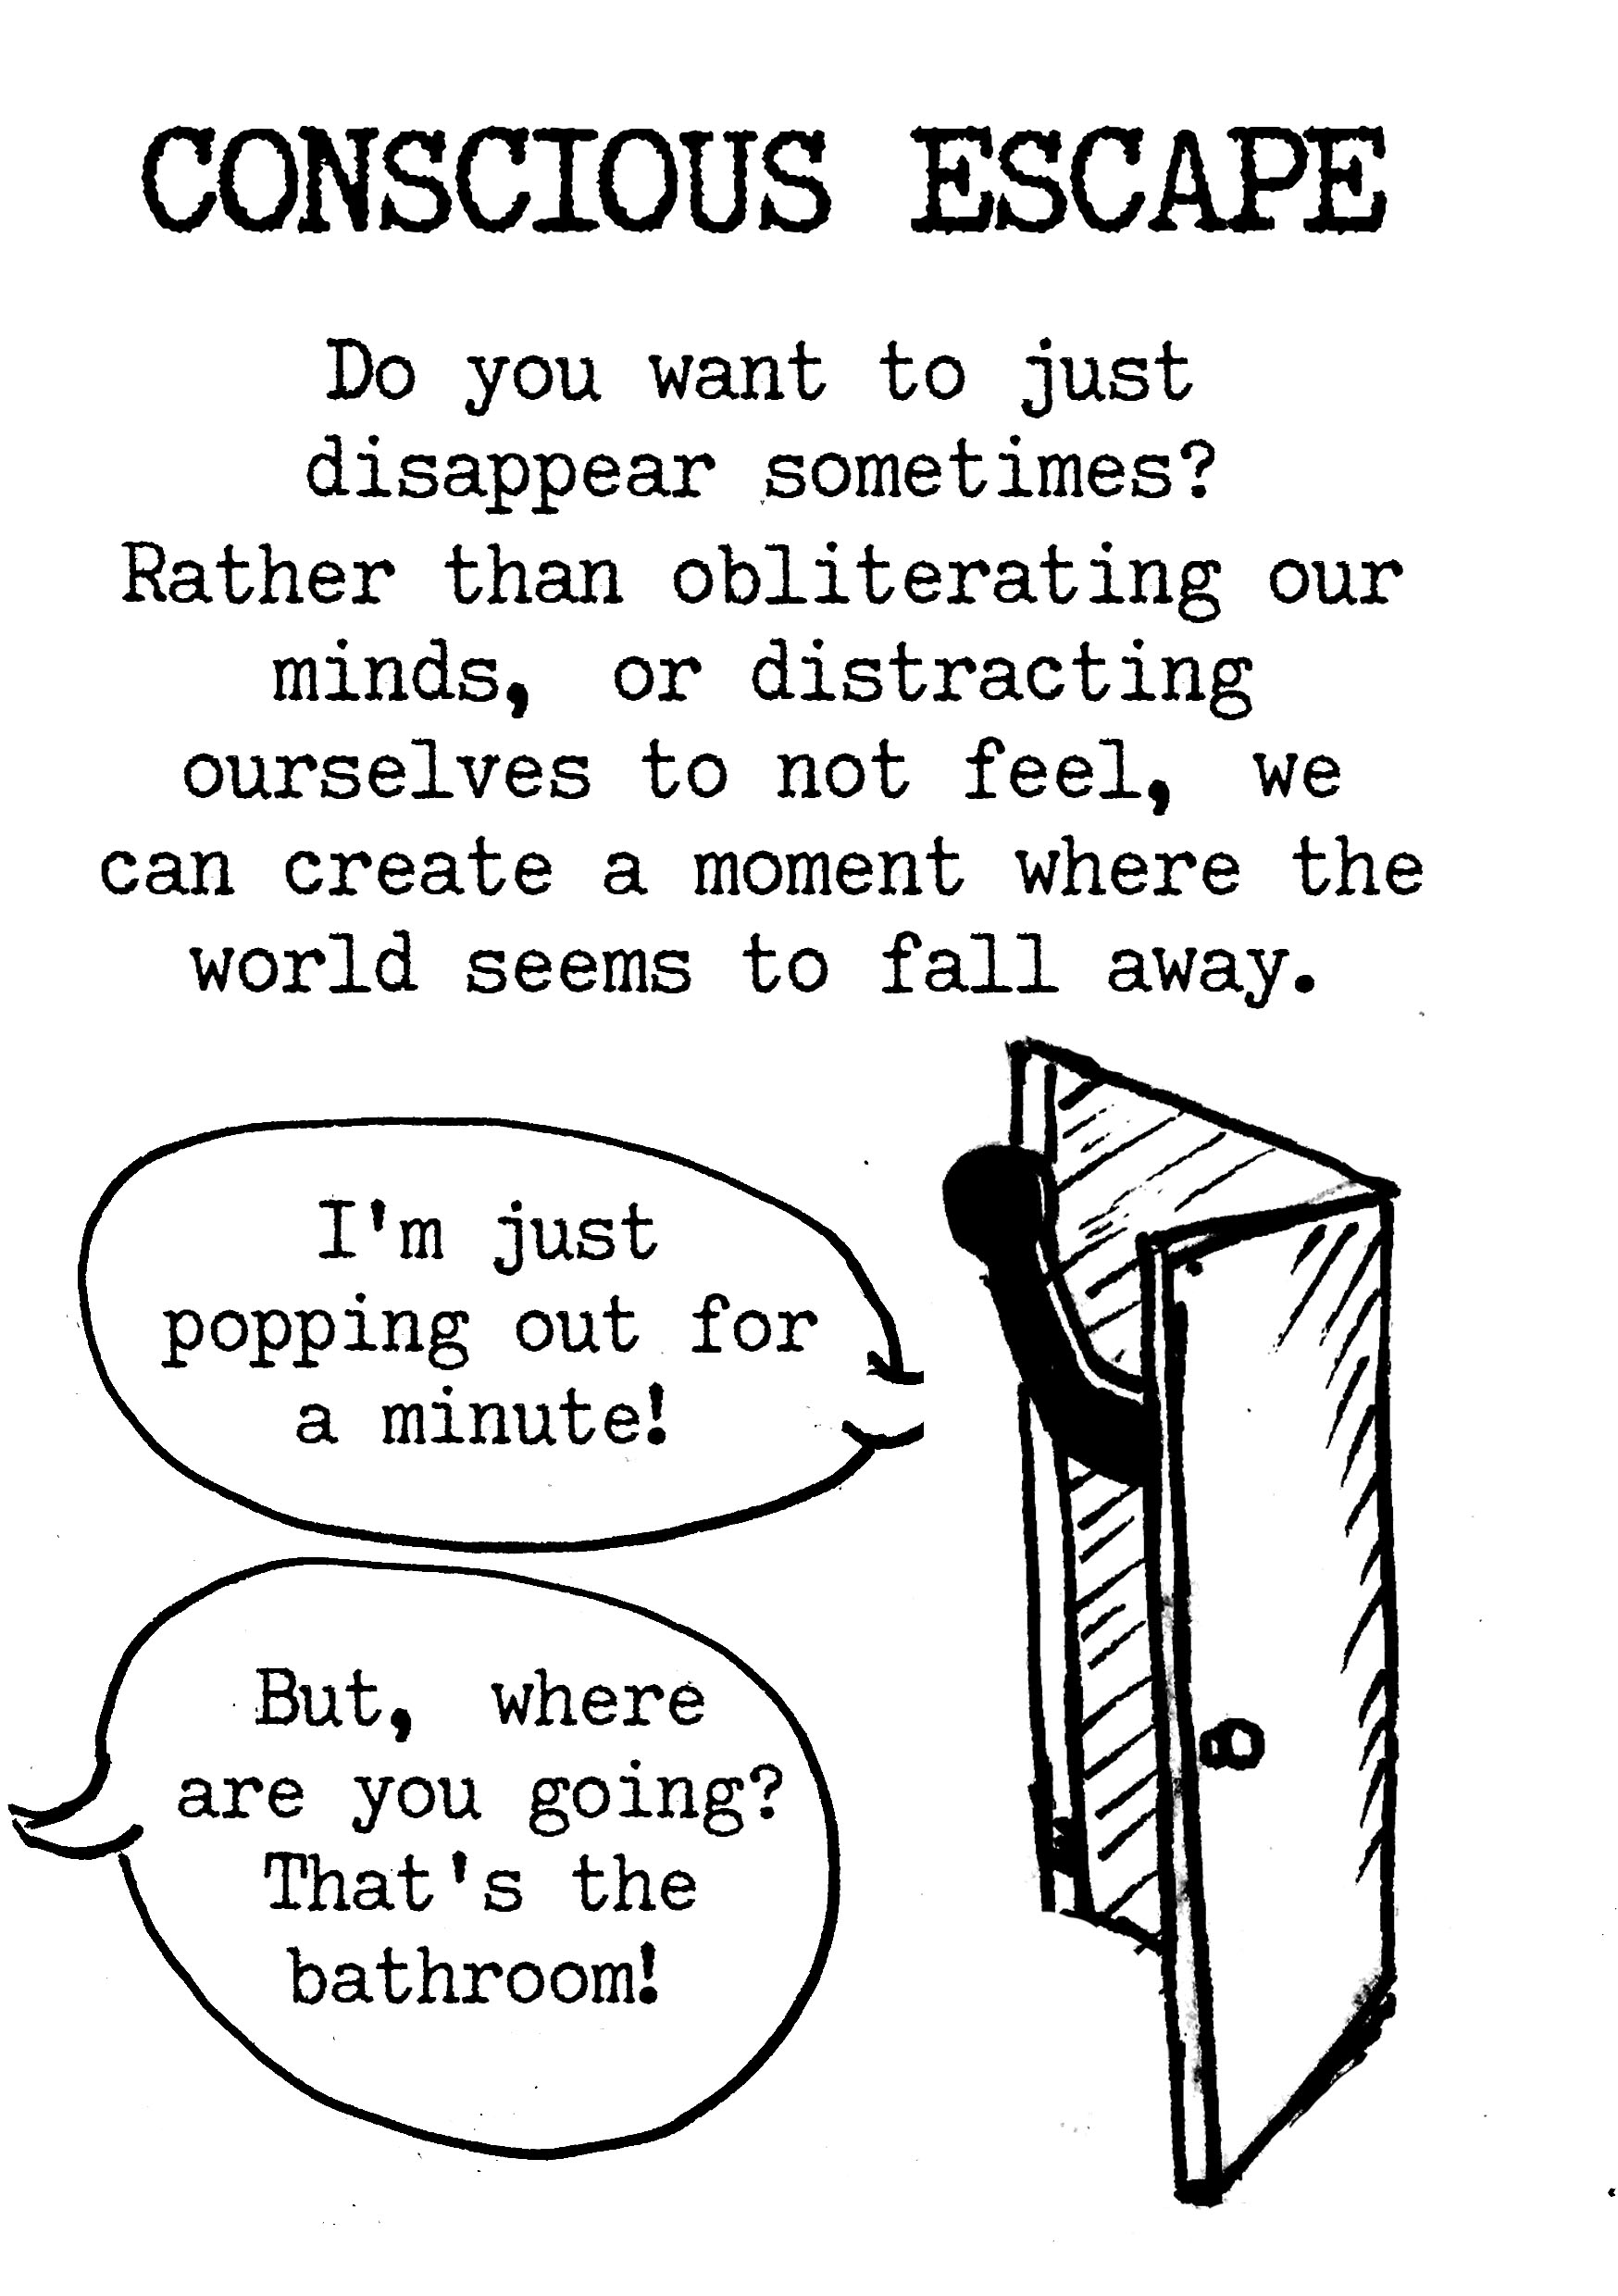 CONSCIOUS ESCAPE
Do you want to just
disappear sometimes?
Rather than obliterating our
minds, or distracting
ourselves to not feel, we
can create a moment where the
world seems to fall away.
I'm just
popping out for
a minute!
But, where
are you going?
That's the
bathroom!